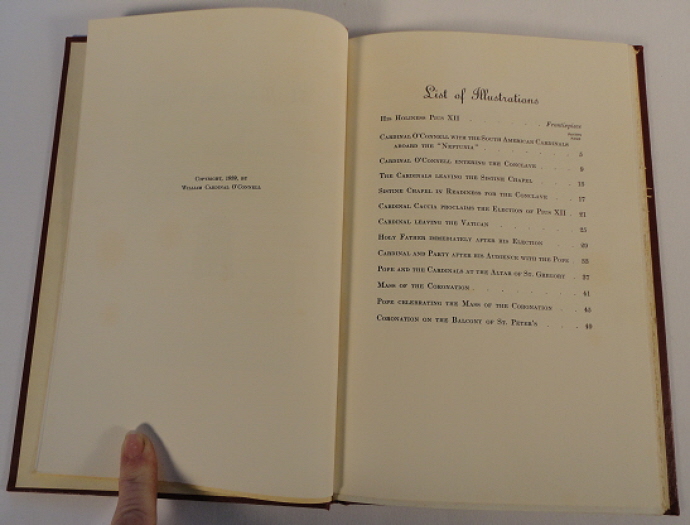 Copyright, 1939, by
William Cardinal O'Connell
List of Illustrations
His Holiness Pius XII . . . . . . . Frontispiece
Cardinal O'Connell with the South American Cardinals
aboard the "Neptunia" . . . . . . . 5
Cardinal O'Connell entering the Conclave . . 9
The Cardinals leaving the Sistine Chapel . . . 13
Sistine Chapel in Readiness for the Conclave . . 17
Cardinal Caccia proclaims the Election of Pius XII . 21
Cardinal leaving the Vatican . . . . . . 25
Holy Father immediately after his Election . . 29
Cardinal and Party after his Audience with the Pope . 33
Pope and the Cardinals at the Altar of St. Gregory . 37
Mass of the Coronation . . . . . . . 41
Pope celebrating the Mass of the Coronation . . 45
Coronation on the Balcony of St. Peter's . . . 49